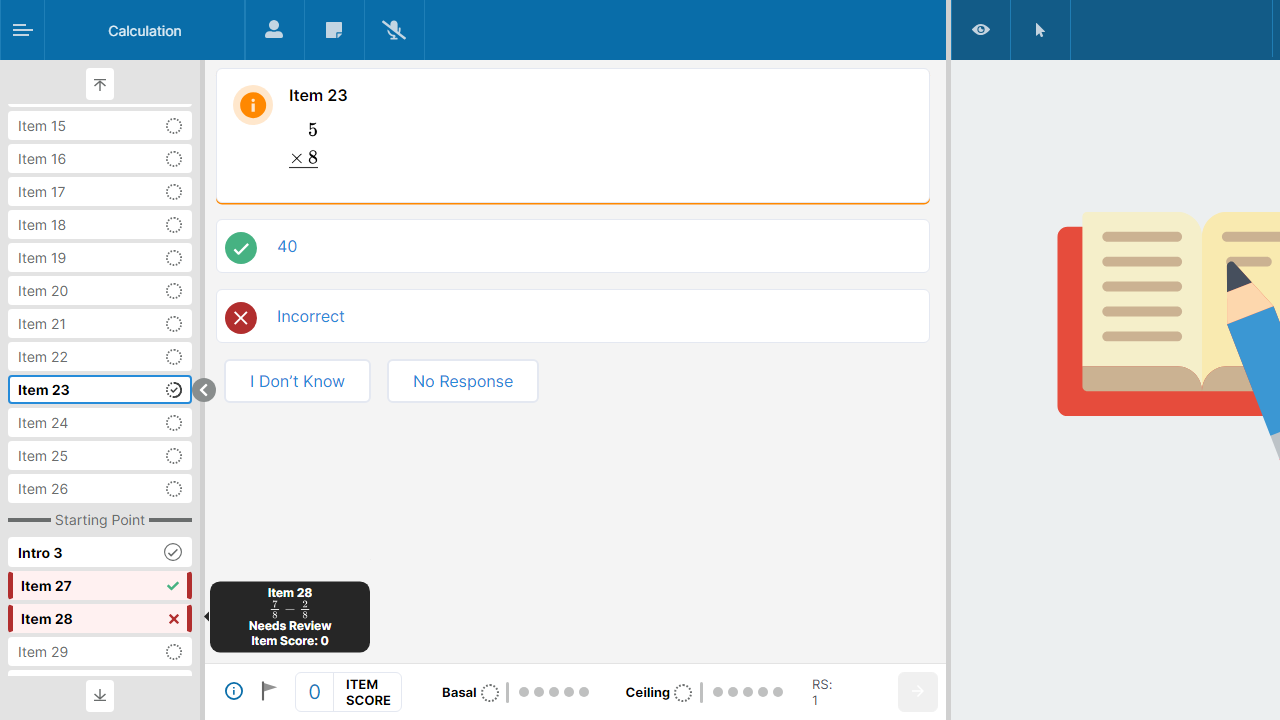 Calculation
Item 15
Item 16
Item 17
Item 18
Item 19
Item 20
Item 21
Item 22
Item 23
Item 24
Item 25
Item 26
Starting Point
Intro 3
Item 27
Item 28
Item 29
Item 23
5
× 8
40
Incorrect
I Don’t Know
No Response
Item 28
7/8 − 2/8
Needs Review
Item Score: 0
0
ITEM
SCORE
Basal
Ceiling
RS:
1